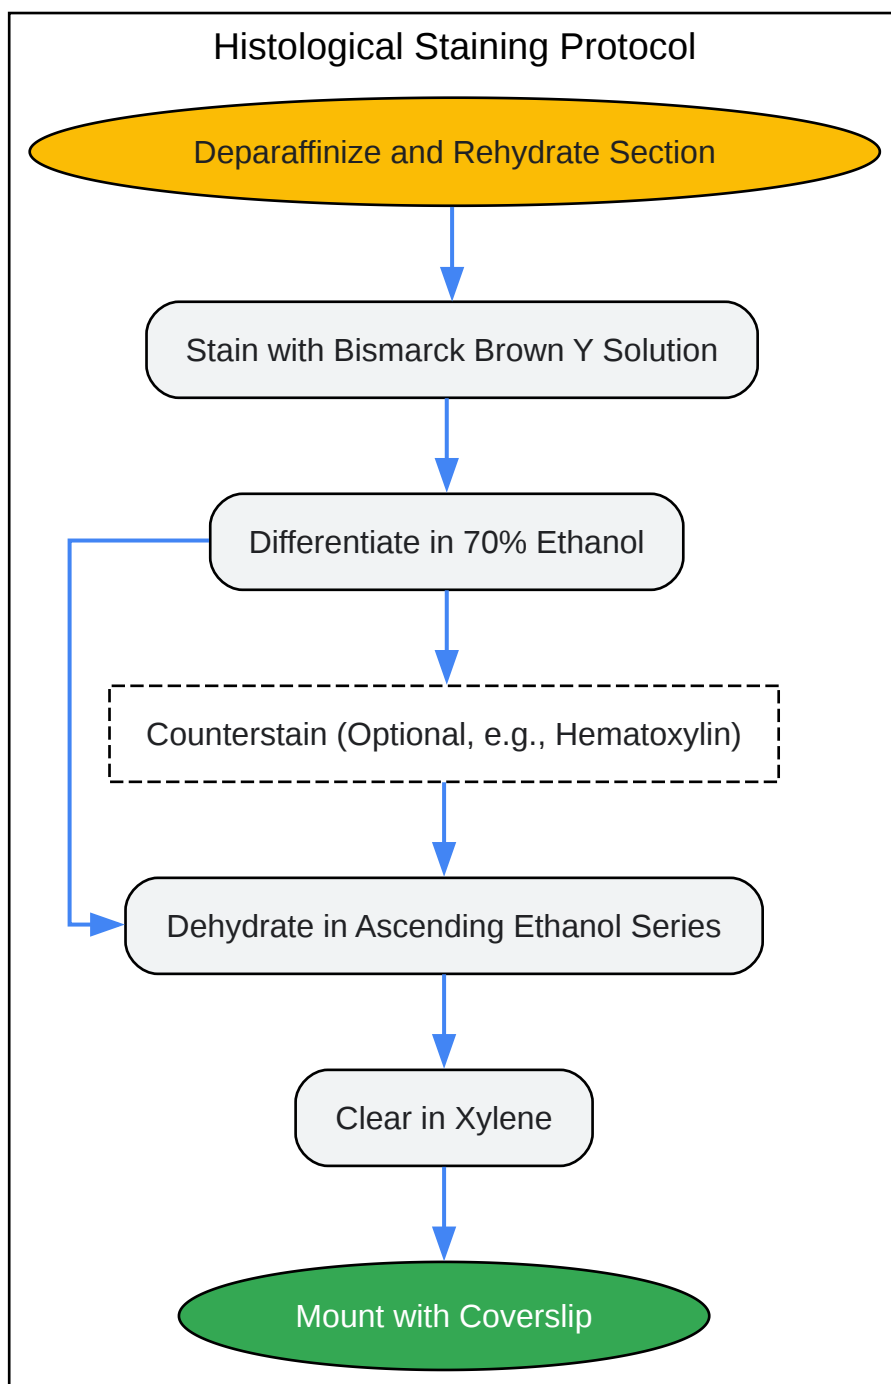 Histological Staining Protocol
Deparaffinize and Rehydrate Section
Stain with Bismarck Brown Y Solution
Differentiate in 70% Ethanol
Counterstain (Optional, e.g., Hematoxylin)
Dehydrate in Ascending Ethanol Series
Clear in Xylene
Mount with Coverslip